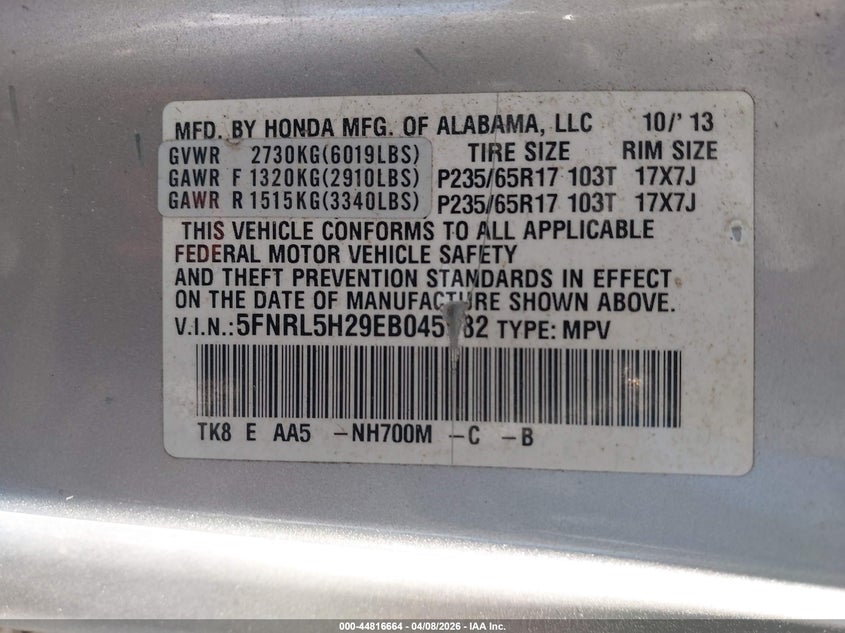 MFD. BY HONDA MFG. OF ALABAMA, LLC 10/'13
GVWR 2730KG(6019LBS) TIRE SIZE RIM SIZE
GAWR F 1320KG(2910LBS) P235/65R17 103T 17X7J
GAWR R 1515KG(3340LBS) P235/65R17 103T 17X7J
THIS VEHICLE CONFORMS TO ALL APPLICABLE
FEDERAL MOTOR VEHICLE SAFETY
AND THEFT PREVENTION STANDARDS IN EFFECT
ON THE DATE OF MANUFACTURE SHOWN ABOVE.
V.I.N.:5FNRL5H29EB045 82 TYPE: MPV
TK8 E AA5 -NH700M -C -B
000-44816664 | 04/08/2026 | IAA Inc.